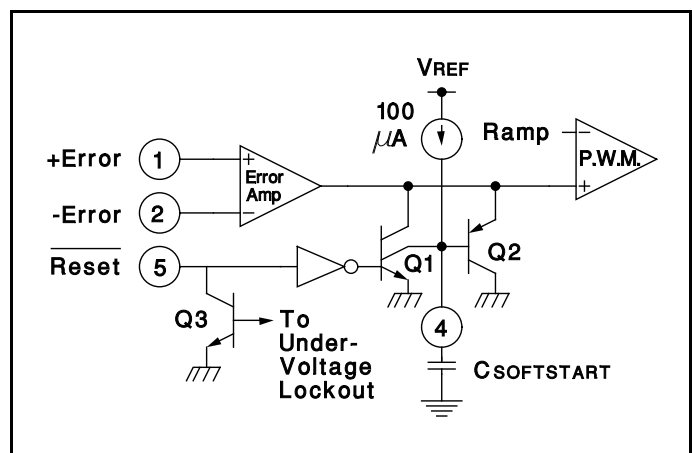 VREF
100
μA
Ramp
P.W.M.
+Error
1
+
Error
Amp
-
+
-Error
2
Reset
5
Q1
Q2
Q3
To
Under-
Voltage
Lockout
4
CSOFTSTART